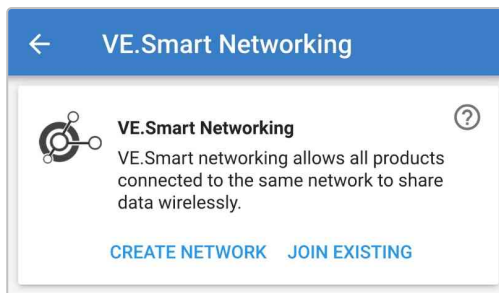 VE.Smart Networking
VE.Smart Networking
VE.Smart networking allows all products
connected to the same network to share
data wirelessly.
CREATE NETWORK JOIN EXISTING